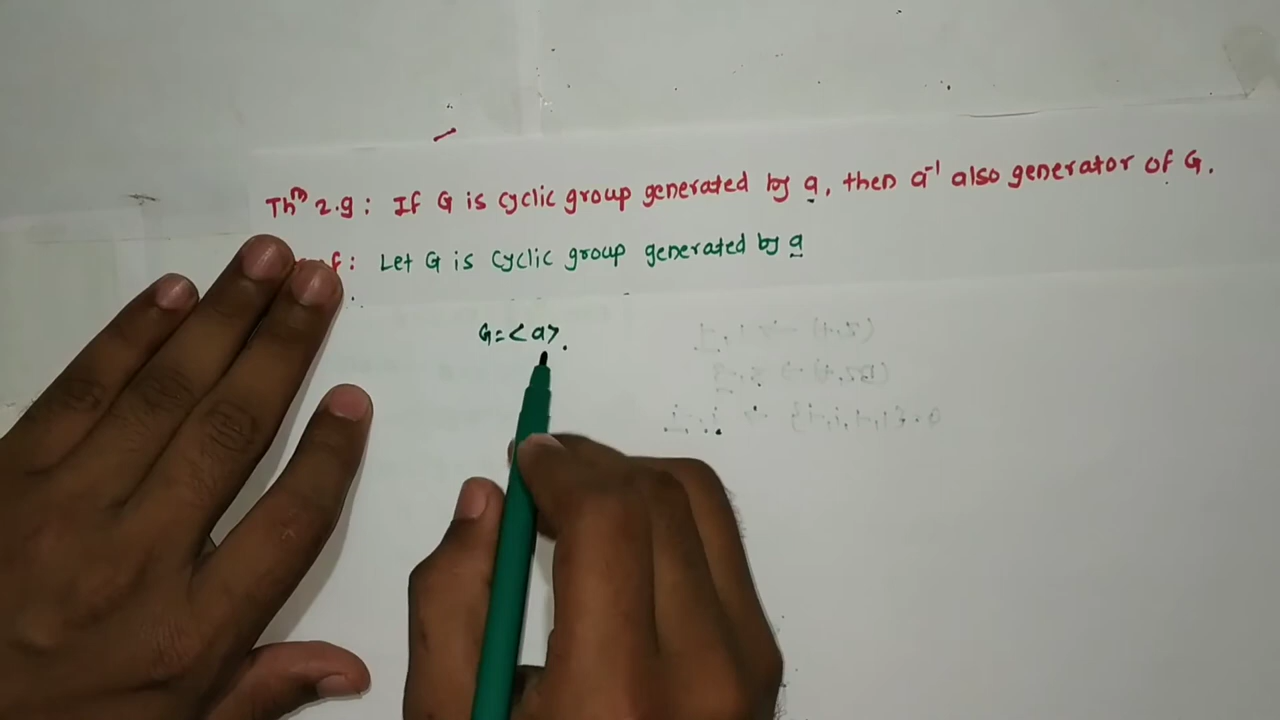 Thm 2.9: If G is cyclic group generated by a, then a⁻¹ also generator of G.
f: Let G is cyclic group generated by a
G=<a>.